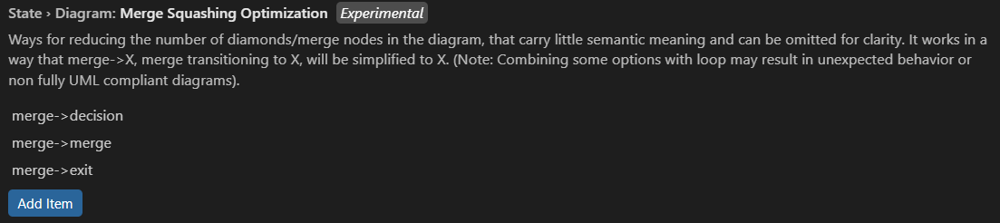 State › Diagram: Merge Squashing Optimization Experimental
Ways for reducing the number of diamonds/merge nodes in the diagram, that carry little semantic meaning and can be omitted for clarity. It works in a
way that merge->X, merge transitioning to X, will be simplified to X. (Note: Combining some options with loop may result in unexpected behavior or
non fully UML compliant diagrams).
merge->decision
merge->merge
merge->exit
Add Item